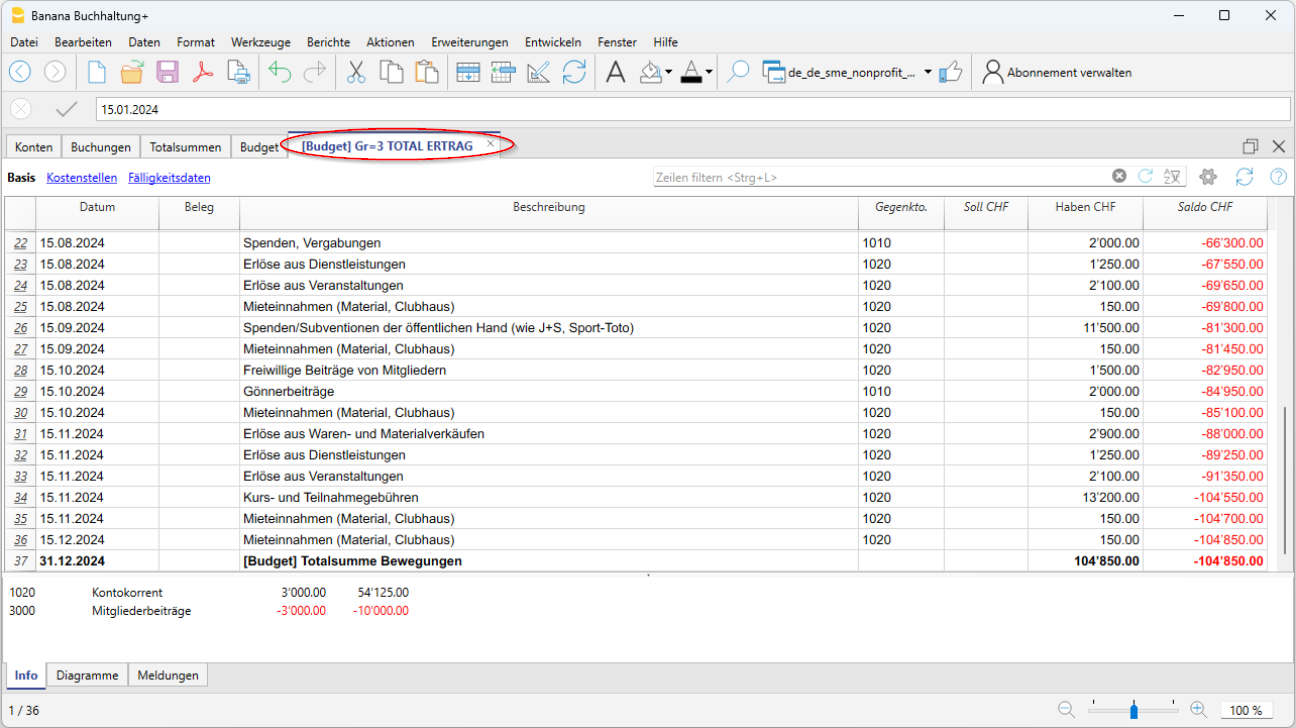 Banana Buchhaltung+
Datei Bearbeiten Daten Format Werkzeuge Berichte Aktionen Erweiterungen Entwickeln Fenster Hilfe
de_de_sme_nonprofit_... Abonnement verwalten
15.01.2024
Konten Buchungen Totalsummen Budget [Budget] Gr=3 TOTAL ERTRAG
Basis Kostenstellen Fälligkeitsdaten Zeilen filtern <Strg+L>
Datum Beleg Beschreibung Gegenkto. Soll CHF Haben CHF Saldo CHF
22 15.08.2024 Spenden, Vergabungen 1010 2'000.00 -66'300.00
23 15.08.2024 Erlöse aus Dienstleistungen 1020 1'250.00 -67'550.00
24 15.08.2024 Erlöse aus Veranstaltungen 1020 2'100.00 -69'650.00
25 15.08.2024 Mieteinnahmen (Material, Clubhaus) 1020 150.00 -69'800.00
26 15.09.2024 Spenden/Subventionen der öffentlichen Hand (wie J+S, Sport-Toto) 1020 11'500.00 -81'300.00
27 15.09.2024 Mieteinnahmen (Material, Clubhaus) 1020 150.00 -81'450.00
28 15.10.2024 Freiwillige Beiträge von Mitgliedern 1020 1'500.00 -82'950.00
29 15.10.2024 Gönnerbeiträge 1010 2'000.00 -84'950.00
30 15.10.2024 Mieteinnahmen (Material, Clubhaus) 1020 150.00 -85'100.00
31 15.11.2024 Erlöse aus Waren- und Materialverkäufen 1020 2'900.00 -88'000.00
32 15.11.2024 Erlöse aus Dienstleistungen 1020 1'250.00 -89'250.00
33 15.11.2024 Erlöse aus Veranstaltungen 1020 2'100.00 -91'350.00
34 15.11.2024 Kurs- und Teilnahmegebühren 1020 13'200.00 -104'550.00
35 15.11.2024 Mieteinnahmen (Material, Clubhaus) 1020 150.00 -104'700.00
36 15.12.2024 Mieteinnahmen (Material, Clubhaus) 1020 150.00 -104'850.00
37 31.12.2024 [Budget] Totalsumme Bewegungen 104'850.00 -104'850.00
1020 Kontokorrent 3'000.00 54'125.00
3000 Mitgliederbeiträge -3'000.00 -10'000.00
Info Diagramme Meldungen
1 / 36 100 %